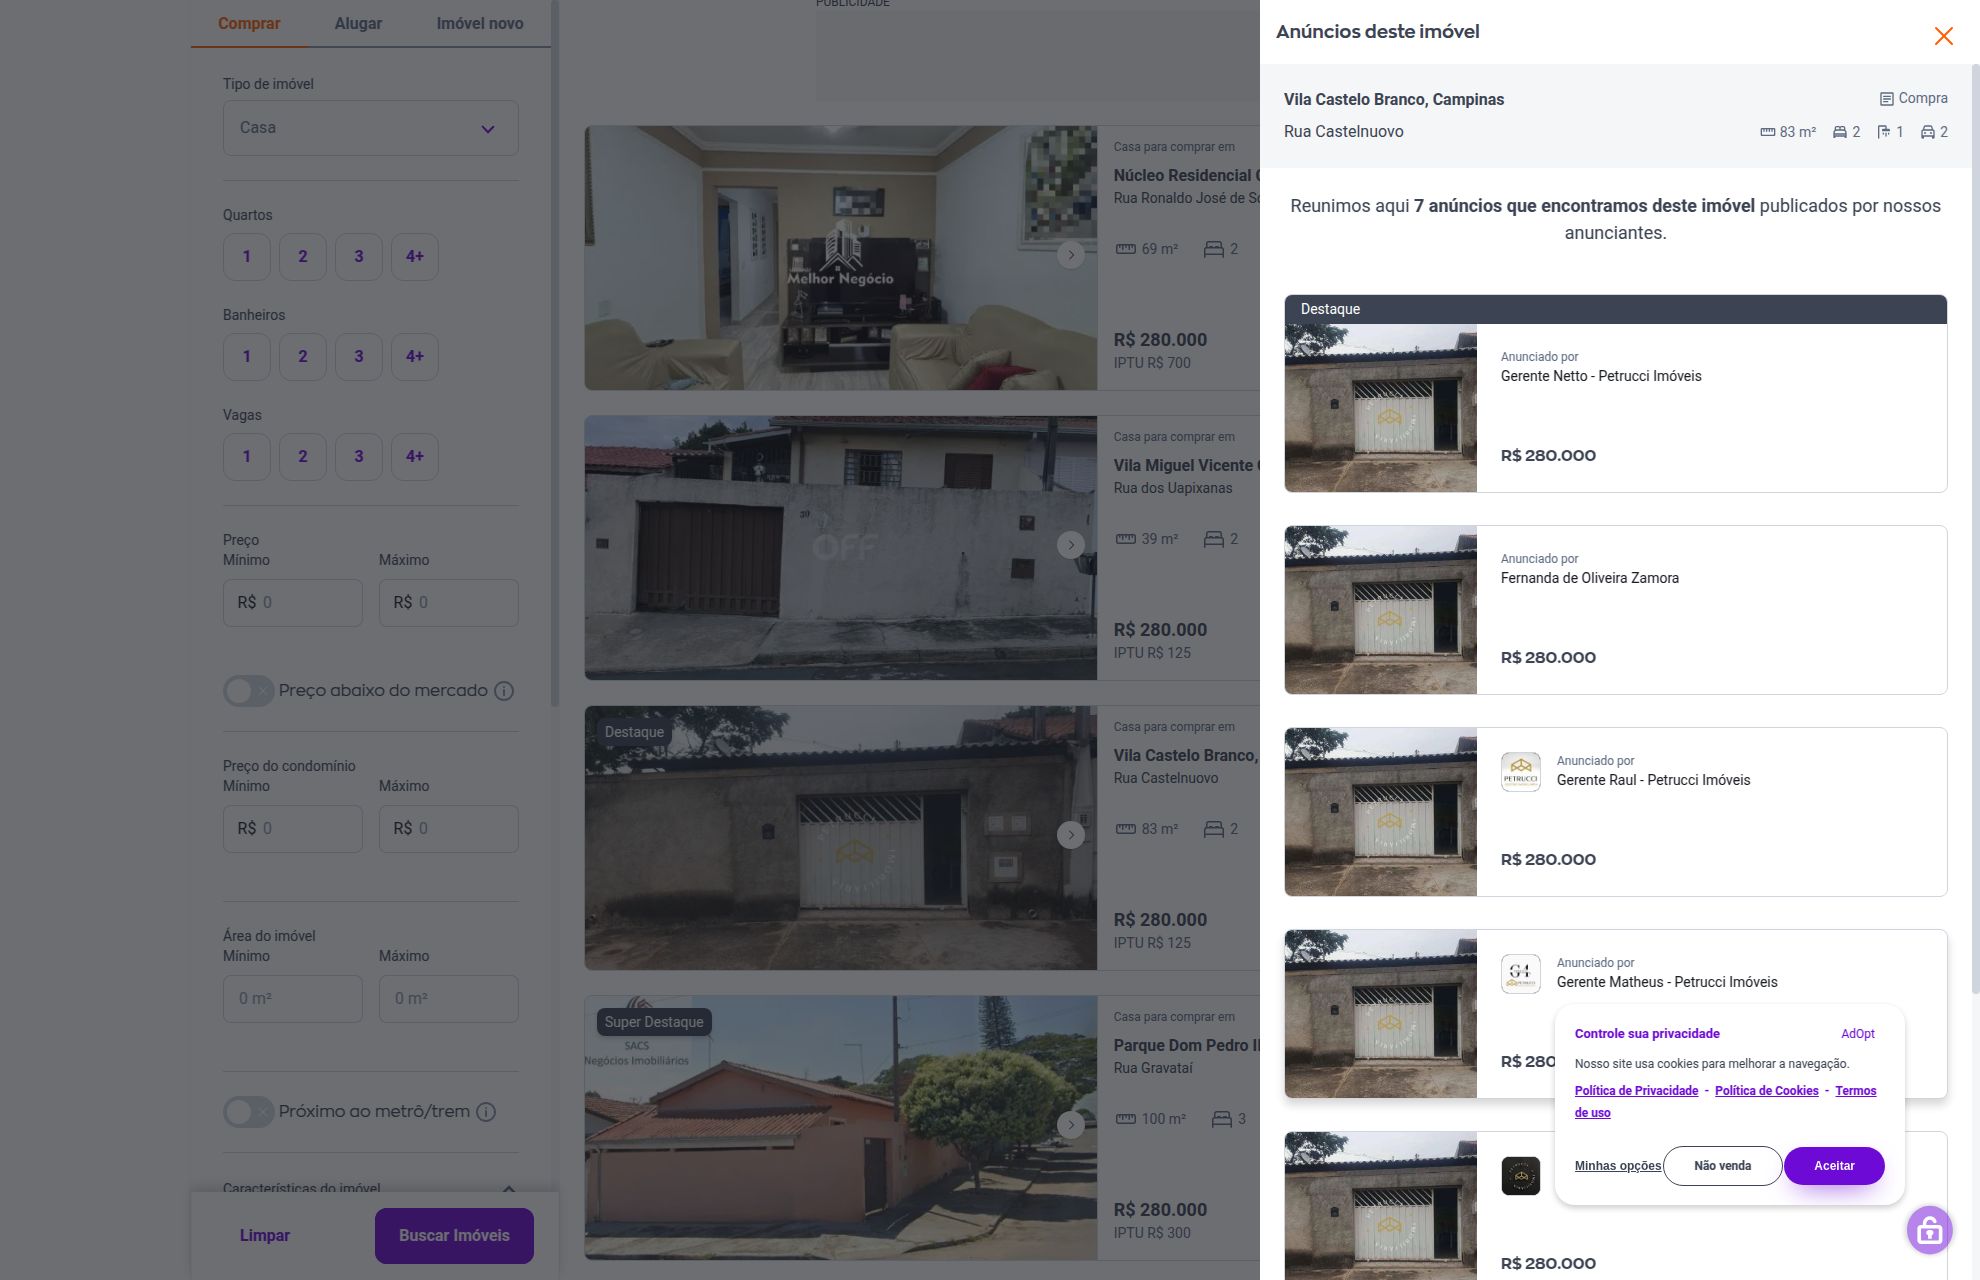 Comprar
Alugar
Imóvel novo
Tipo de imóvel
Casa
Quartos
1
2
3
4+
Banheiros
1
2
3
4+
Vagas
1
2
3
4+
Preço
Mínimo
Máximo
R$ 0
R$ 0
Preço abaixo do mercado
Preço do condomínio
Mínimo
Máximo
R$ 0
R$ 0
Área do imóvel
Mínimo
Máximo
0 m²
0 m²
Próximo ao metrô/trem
Características do imóvel
Limpar
Buscar Imóveis
PUBLICIDADE
Melhor Negócio
Casa para comprar em
Núcleo Residencial
Rua Ronaldo José de
69 m²
2
R$ 280.000
IPTU R$ 700
30
OFF
Casa para comprar em
Vila Miguel Vicente
Rua dos Uapixanas
39 m²
2
R$ 280.000
IPTU R$ 125
Destaque
PETRUCCI
IMOBILIARIA
Casa para comprar em
Vila Castelo Branco,
Rua Castelnuovo
83 m²
2
R$ 280.000
IPTU R$ 125
Super Destaque
SACS
Negócios Imobiliários
Casa para comprar em
Parque Dom Pedro II
Rua Gravataí
100 m²
3
R$ 280.000
IPTU R$ 300
Anúncios deste imóvel
Vila Castelo Branco, Campinas
Compra
Rua Castelnuovo
83 m²
2
1
2
Reunimos aqui 7 anúncios que encontramos deste imóvel publicados por nossos
anunciantes.
Destaque
Anunciado por
Gerente Netto - Petrucci Imóveis
R$ 280.000
Anunciado por
Fernanda de Oliveira Zamora
R$ 280.000
PETRUCCI
Anunciado por
Gerente Raul - Petrucci Imóveis
R$ 280.000
G4
Anunciado por
Gerente Matheus - Petrucci Imóveis
R$ 280
Controle sua privacidade
AdOpt
Nosso site usa cookies para melhorar a navegação.
Política de Privacidade - Política de Cookies - Termos
de uso
Minhas opções
Não venda
Aceitar
R$ 280.000